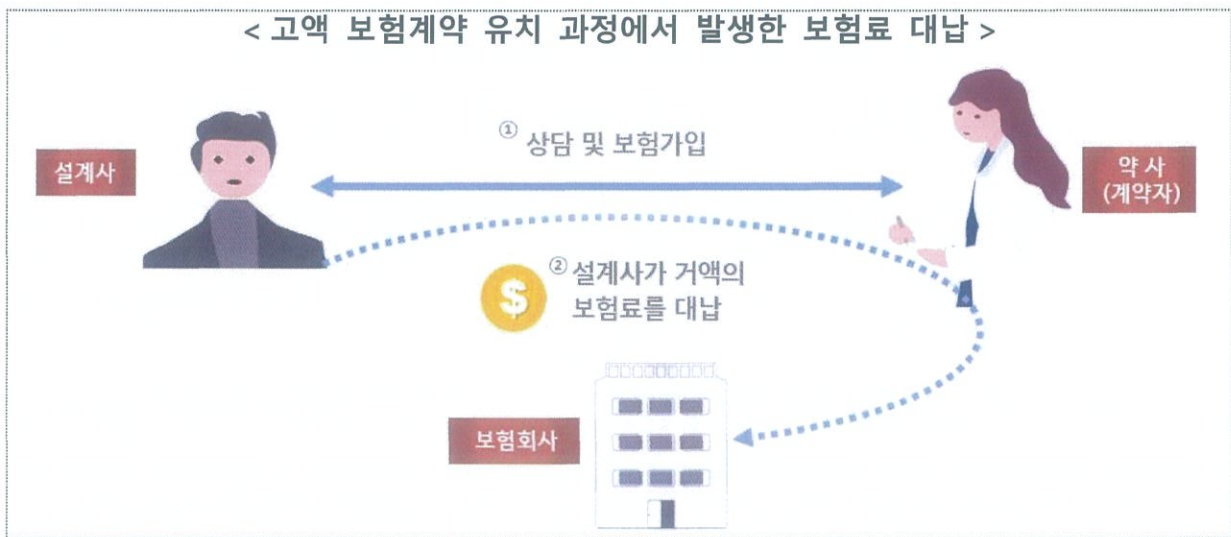 < 고액 보험계약 유치 과정에서 발생한 보험료 대납 >
① 상담 및 보험가입
설계사
약 사
(계약자)
② 설계사가 거액의
보험료를 대납
$
보험회사